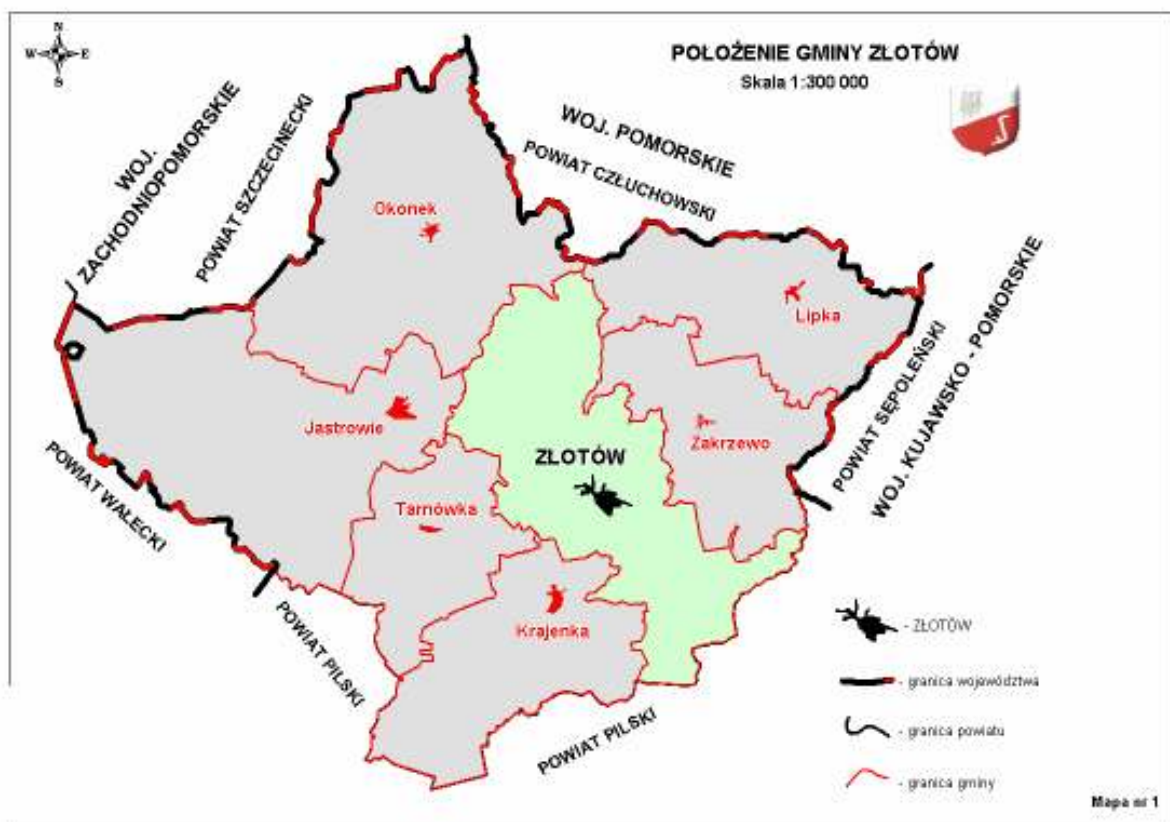 N
W E
S
POŁOŻENIE GMINY ZŁOTÓW
Skala 1:300 000
WOJ.
ZACHODNIOPOMORSKIE
POWIAT SZCZECINECKI
WOJ. POMORSKIE
POWIAT CZŁUCHOWSKI
Okonek
Lipka
POWIAT SĘPOLEŃSKI
WOJ. KUJAWSKO - POMORSKIE
Jastrowie
Zakrzewo
ZŁOTÓW
POWIAT WAŁECKI
Tarnówka
Krajenka
POWIAT PILSKI
POWIAT PILSKI
- ZŁOTÓW
- granica województwa
- granica powiatu
- granica gminy
Mapa nr 1